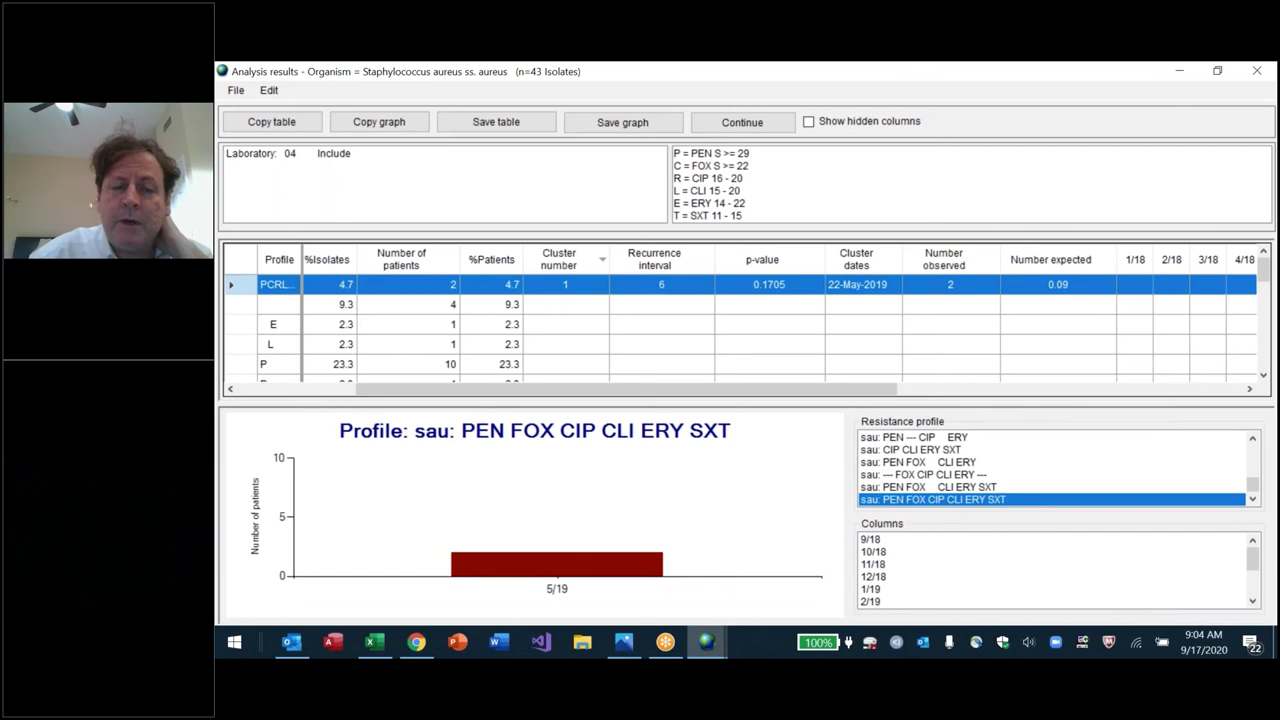 Analysis results - Organism = Staphylococcus aureus ss. aureus (n=43 Isolates)
File Edit
Copy table Copy graph Save table Save graph Continue Show hidden columns
Laboratory: 04 Include
P = PEN S >= 29
C = FOX S >= 22
R = CIP 16 - 20
L = CLI 15 - 20
E = ERY 14 - 22
T = SXT 11 - 15
Profile %Isolates Number of patients %Patients Cluster number Recurrence interval p-value Cluster dates Number observed Number expected 1/18 2/18 3/18 4/18
PCRL... 4.7 2 4.7 1 6 0.1705 22-May-2019 2 0.09
9.3 4 9.3
E 2.3 1 2.3
L 2.3 1 2.3
P 23.3 10 23.3
Profile: sau: PEN FOX CIP CLI ERY SXT
Number of patients
10
5
0
5/19
Resistance profile
sau: PEN --- CIP ERY
sau: CIP CLI ERY SXT
sau: PEN FOX CLI ERY
sau: --- FOX CIP CLI ERY ---
sau: PEN FOX CLI ERY SXT
sau: PEN FOX CIP CLI ERY SXT
Columns
9/18
10/18
11/18
12/18
1/19
2/19
100%
9:04 AM
9/17/2020
22